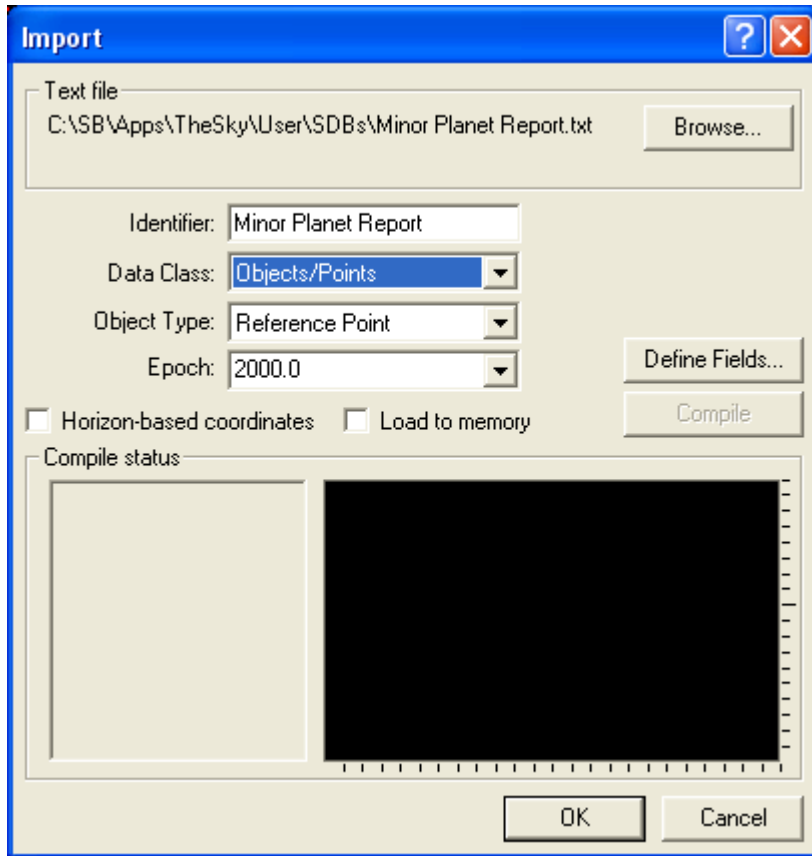 Import
Text file
C:\SB\Apps\TheSky\User\SDBs\Minor Planet Report.txt
Browse...
Identifier: Minor Planet Report
Data Class: Objects/Points
Object Type: Reference Point
Epoch: 2000.0
Define Fields...
Horizon-based coordinates Load to memory
Compile
Compile status
OK Cancel